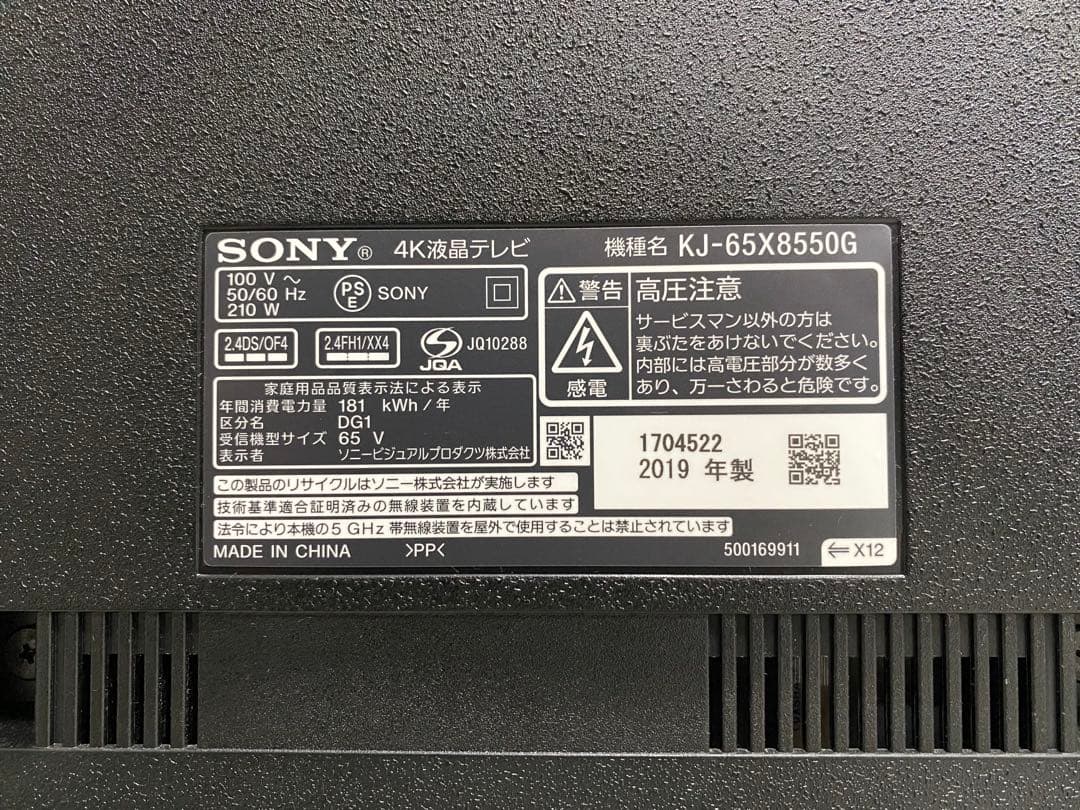 SONY® 4K液晶テレビ 機種名 KJ-65X8550G
100 V ～
50/60 Hz
210 W
PS
E
SONY
2.4DS/OF4
2.4FH1/XX4
JQA
JQ10288
家庭用品品質表示法による表示
年間消費電力量 181 kWh/年
区分名 DG1
受信機型サイズ 65 V
表示者 ソニービジュアルプロダクツ株式会社
警告
感電
高圧注意
サービスマン以外の方は
裏ぶたをあけないでください。
内部には高電圧部分が数多く
あり、万一さわると危険です。
1704522
2019 年製
この製品のリサイクルはソニー株式会社が実施します
技術基準適合証明済みの無線装置を内蔵しています
法令により本機の5 GHz 帯無線装置を屋外で使用することは禁止されています
MADE IN CHINA >PP< 500169911 ⇐ X12